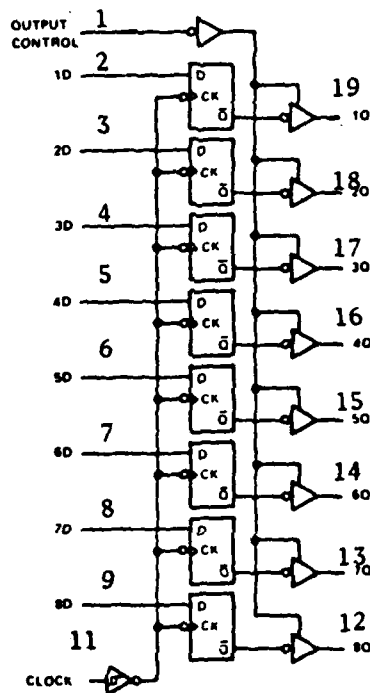 OUTPUT CONTROL 1
1D 2 D CK Q̅ 19 1Q
2D 3 D CK Q̅ 18 2Q
3D 4 D CK Q̅ 17 3Q
4D 5 D CK Q̅ 16 4Q
5D 6 D CK Q̅ 15 5Q
6D 7 D CK Q̅ 14 6Q
7D 8 D CK Q̅ 13 7Q
8D 9 D CK Q̅ 12 8Q
11
CLOCK